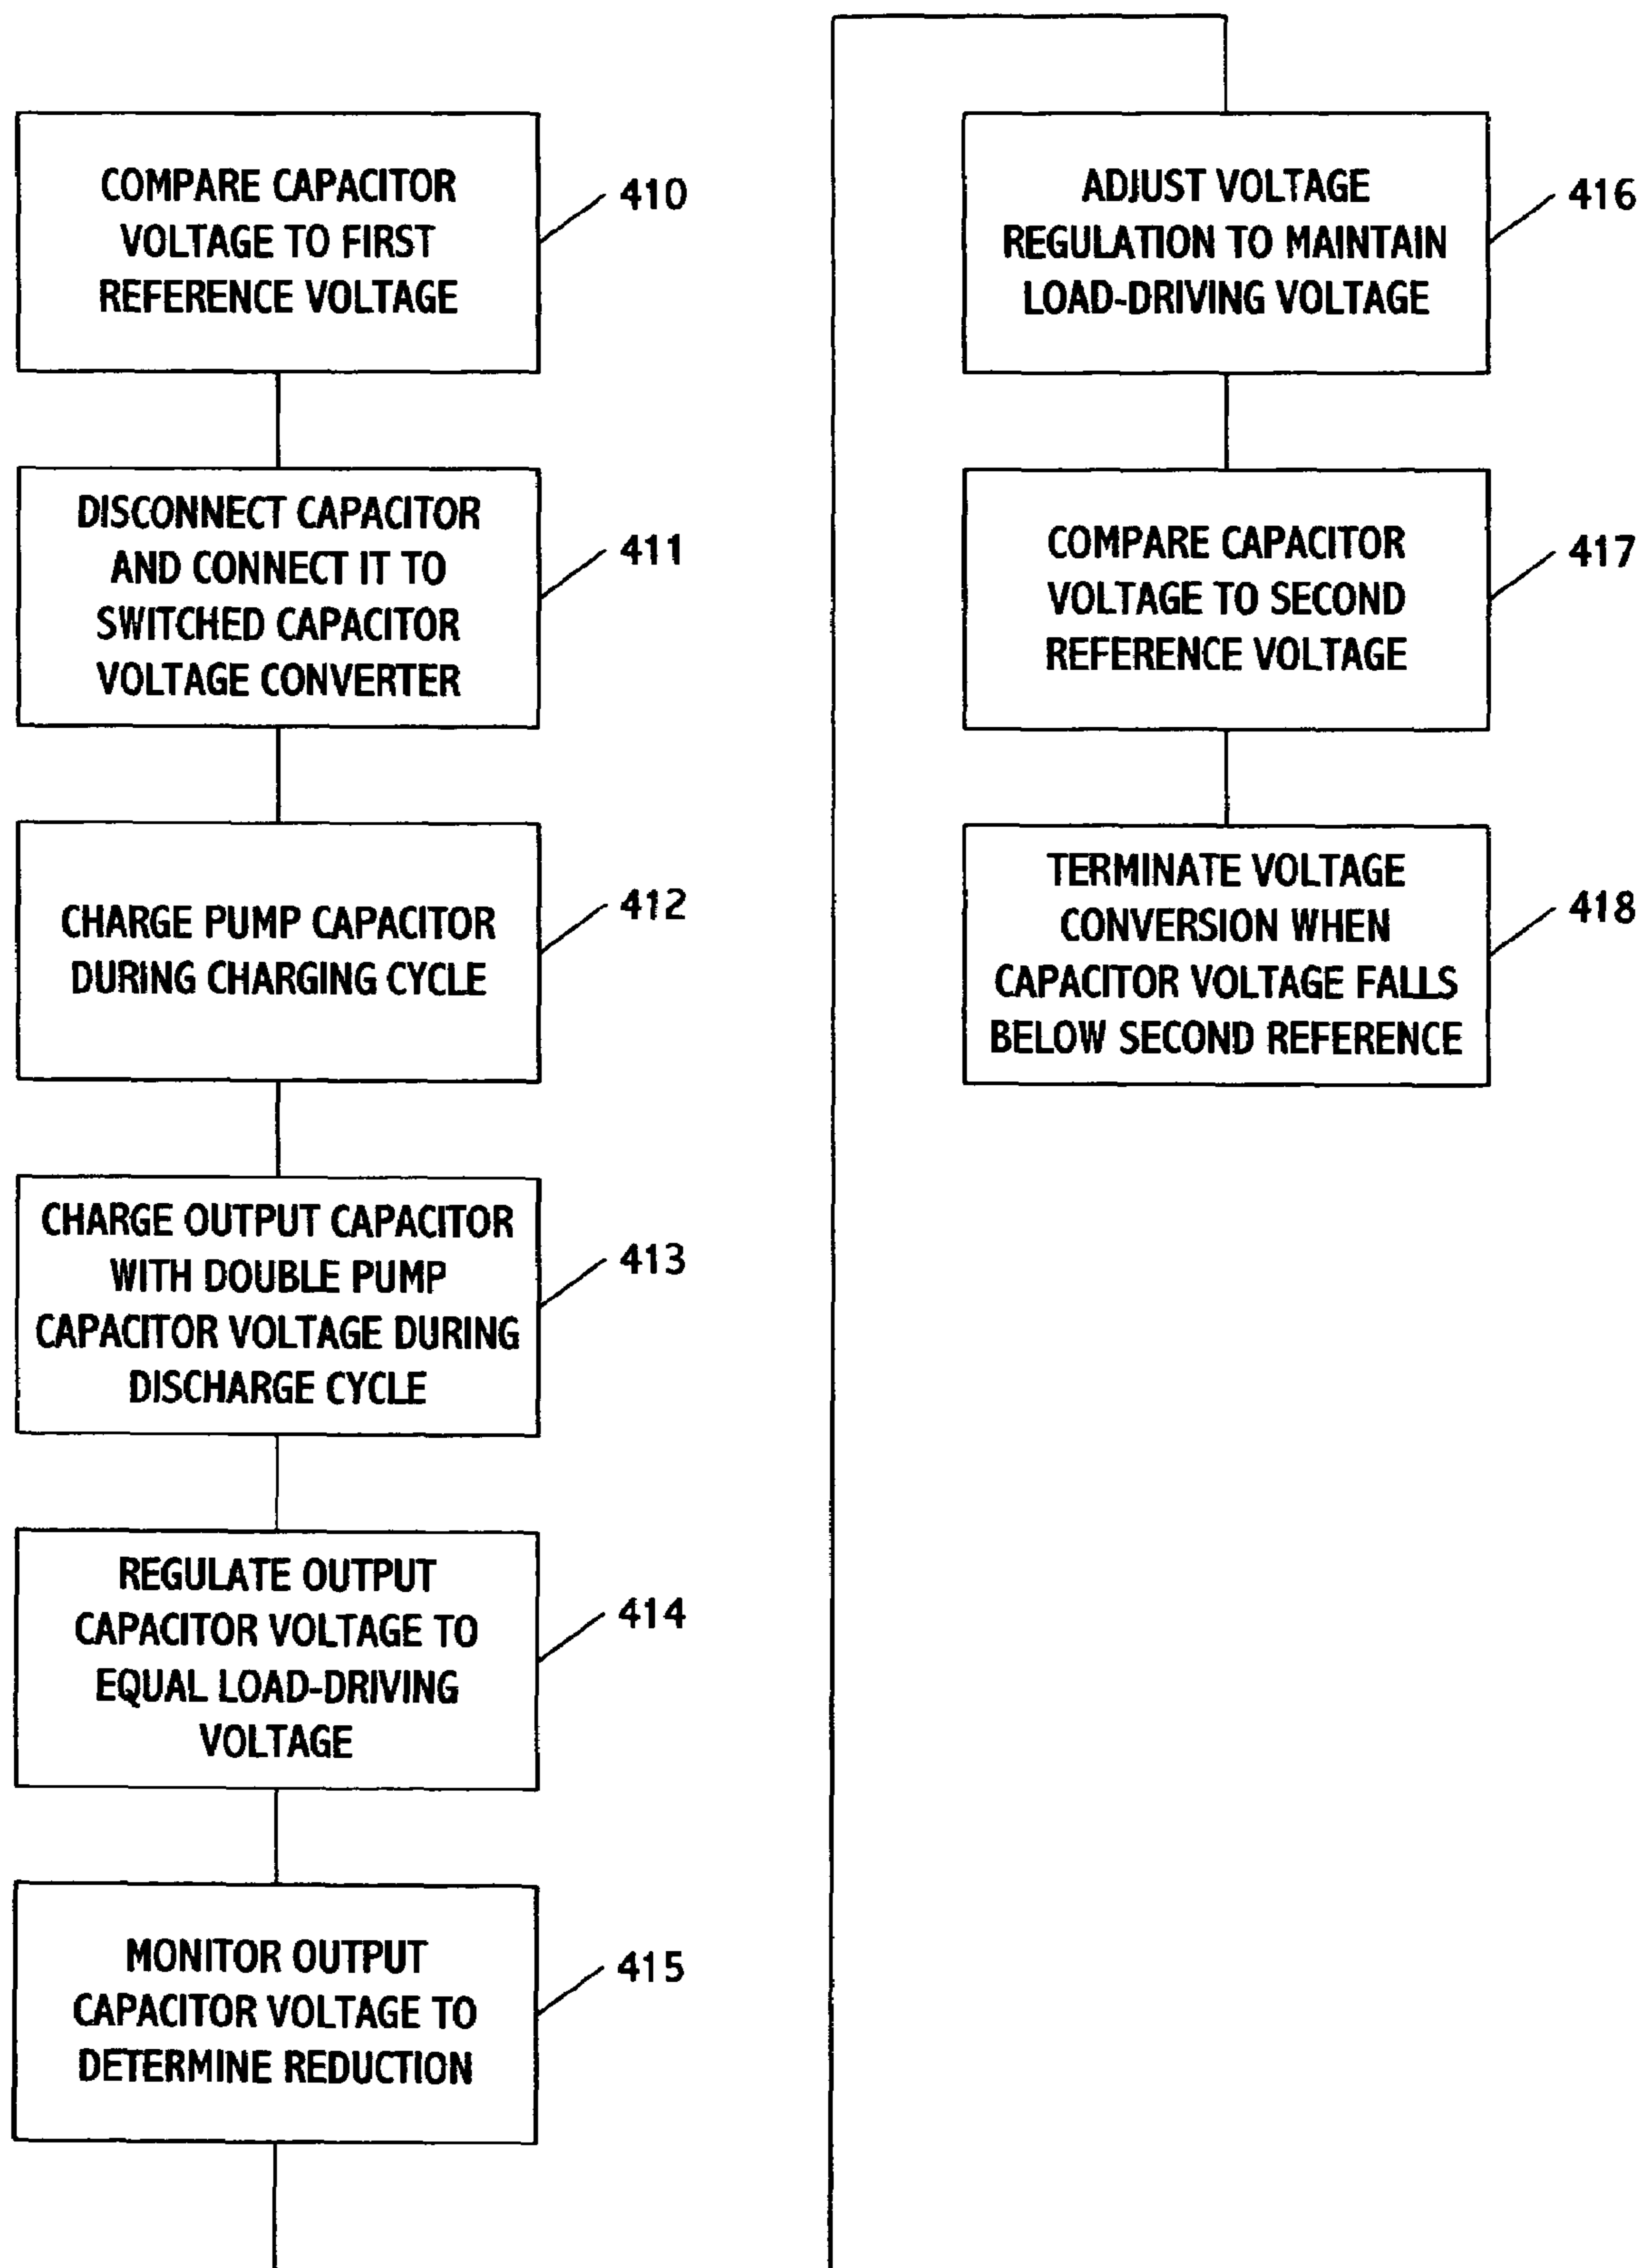 COMPARE CAPACITOR
VOLTAGE TO FIRST
REFERENCE VOLTAGE
410
DISCONNECT CAPACITOR
AND CONNECT IT TO
SWITCHED CAPACITOR
VOLTAGE CONVERTER
411
CHARGE PUMP CAPACITOR
DURING CHARGING CYCLE
412
CHARGE OUTPUT CAPACITOR
WITH DOUBLE PUMP
CAPACITOR VOLTAGE DURING
DISCHARGE CYCLE
413
REGULATE OUTPUT
CAPACITOR VOLTAGE TO
EQUAL LOAD-DRIVING
VOLTAGE
414
MONITOR OUTPUT
CAPACITOR VOLTAGE TO
DETERMINE REDUCTION
415
ADJUST VOLTAGE
REGULATION TO MAINTAIN
LOAD-DRIVING VOLTAGE
416
COMPARE CAPACITOR
VOLTAGE TO SECOND
REFERENCE VOLTAGE
417
TERMINATE VOLTAGE
CONVERSION WHEN
CAPACITOR VOLTAGE FALLS
BELOW SECOND REFERENCE
418